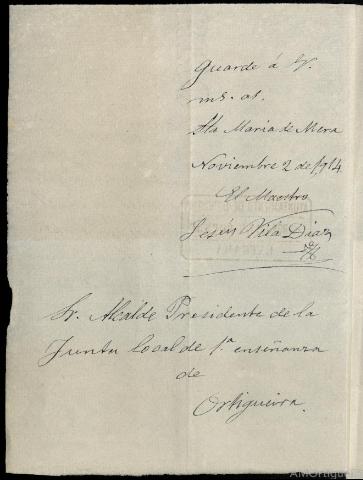 Guarde á V.
ms. as.
Sta Maria de Mera
Noviembre 2 de 1914
El Maestro
Jesús Vila Diaz
Sr. Alcalde Presidente de la
Junta local de 1ª enseñanza
de
Ortigueira.
AMOrtigueira